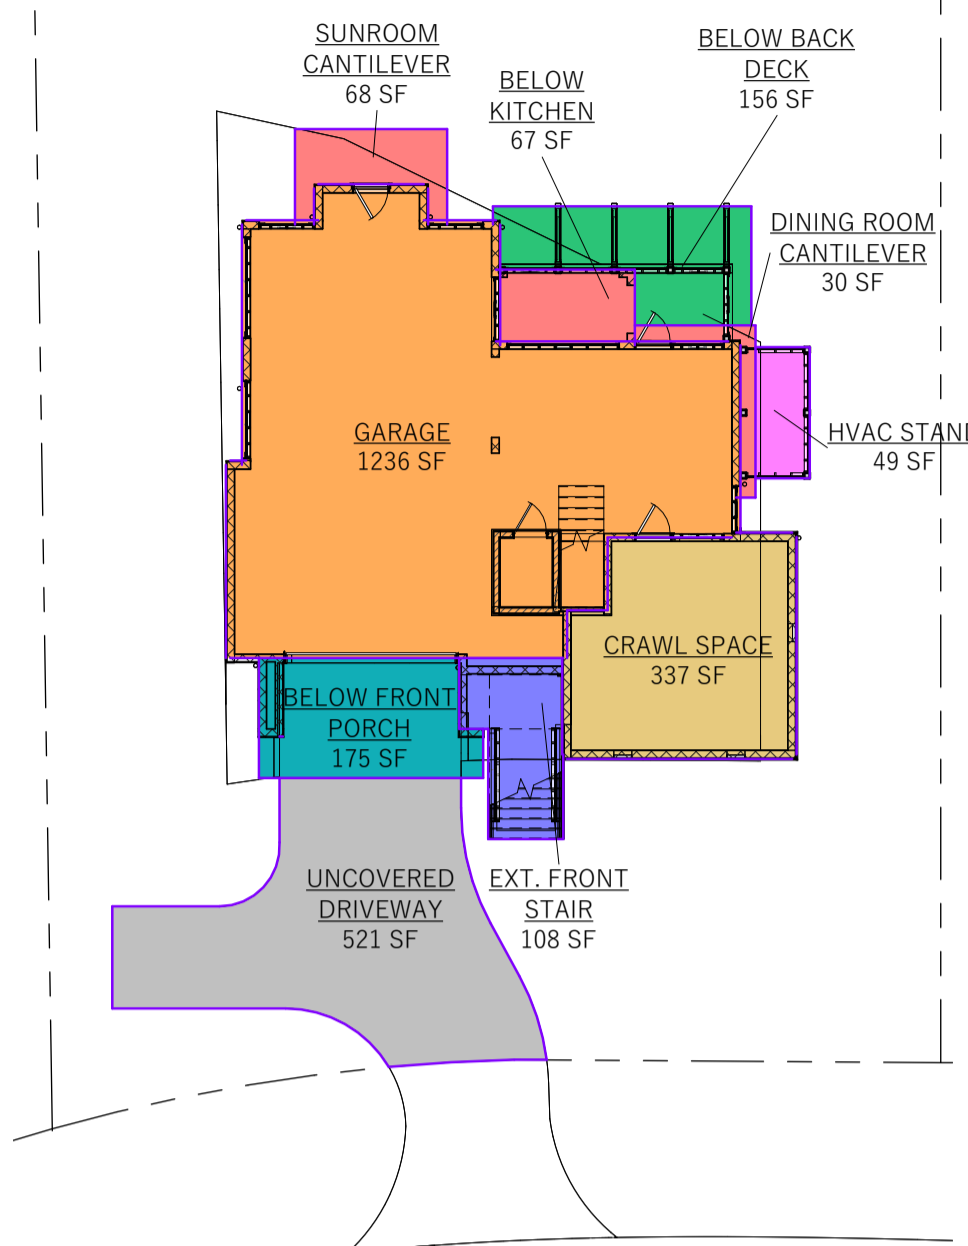 SUNROOM
CANTILEVER
68 SF
BELOW BACK
DECK
156 SF
BELOW
KITCHEN
67 SF
DINING ROOM
CANTILEVER
30 SF
GARAGE
1236 SF
HVAC STAN
49 SF
CRAWL SPACE
337 SF
BELOW FRONT
PORCH
175 SF
UNCOVERED
DRIVEWAY
521 SF
EXT. FRONT
STAIR
108 SF